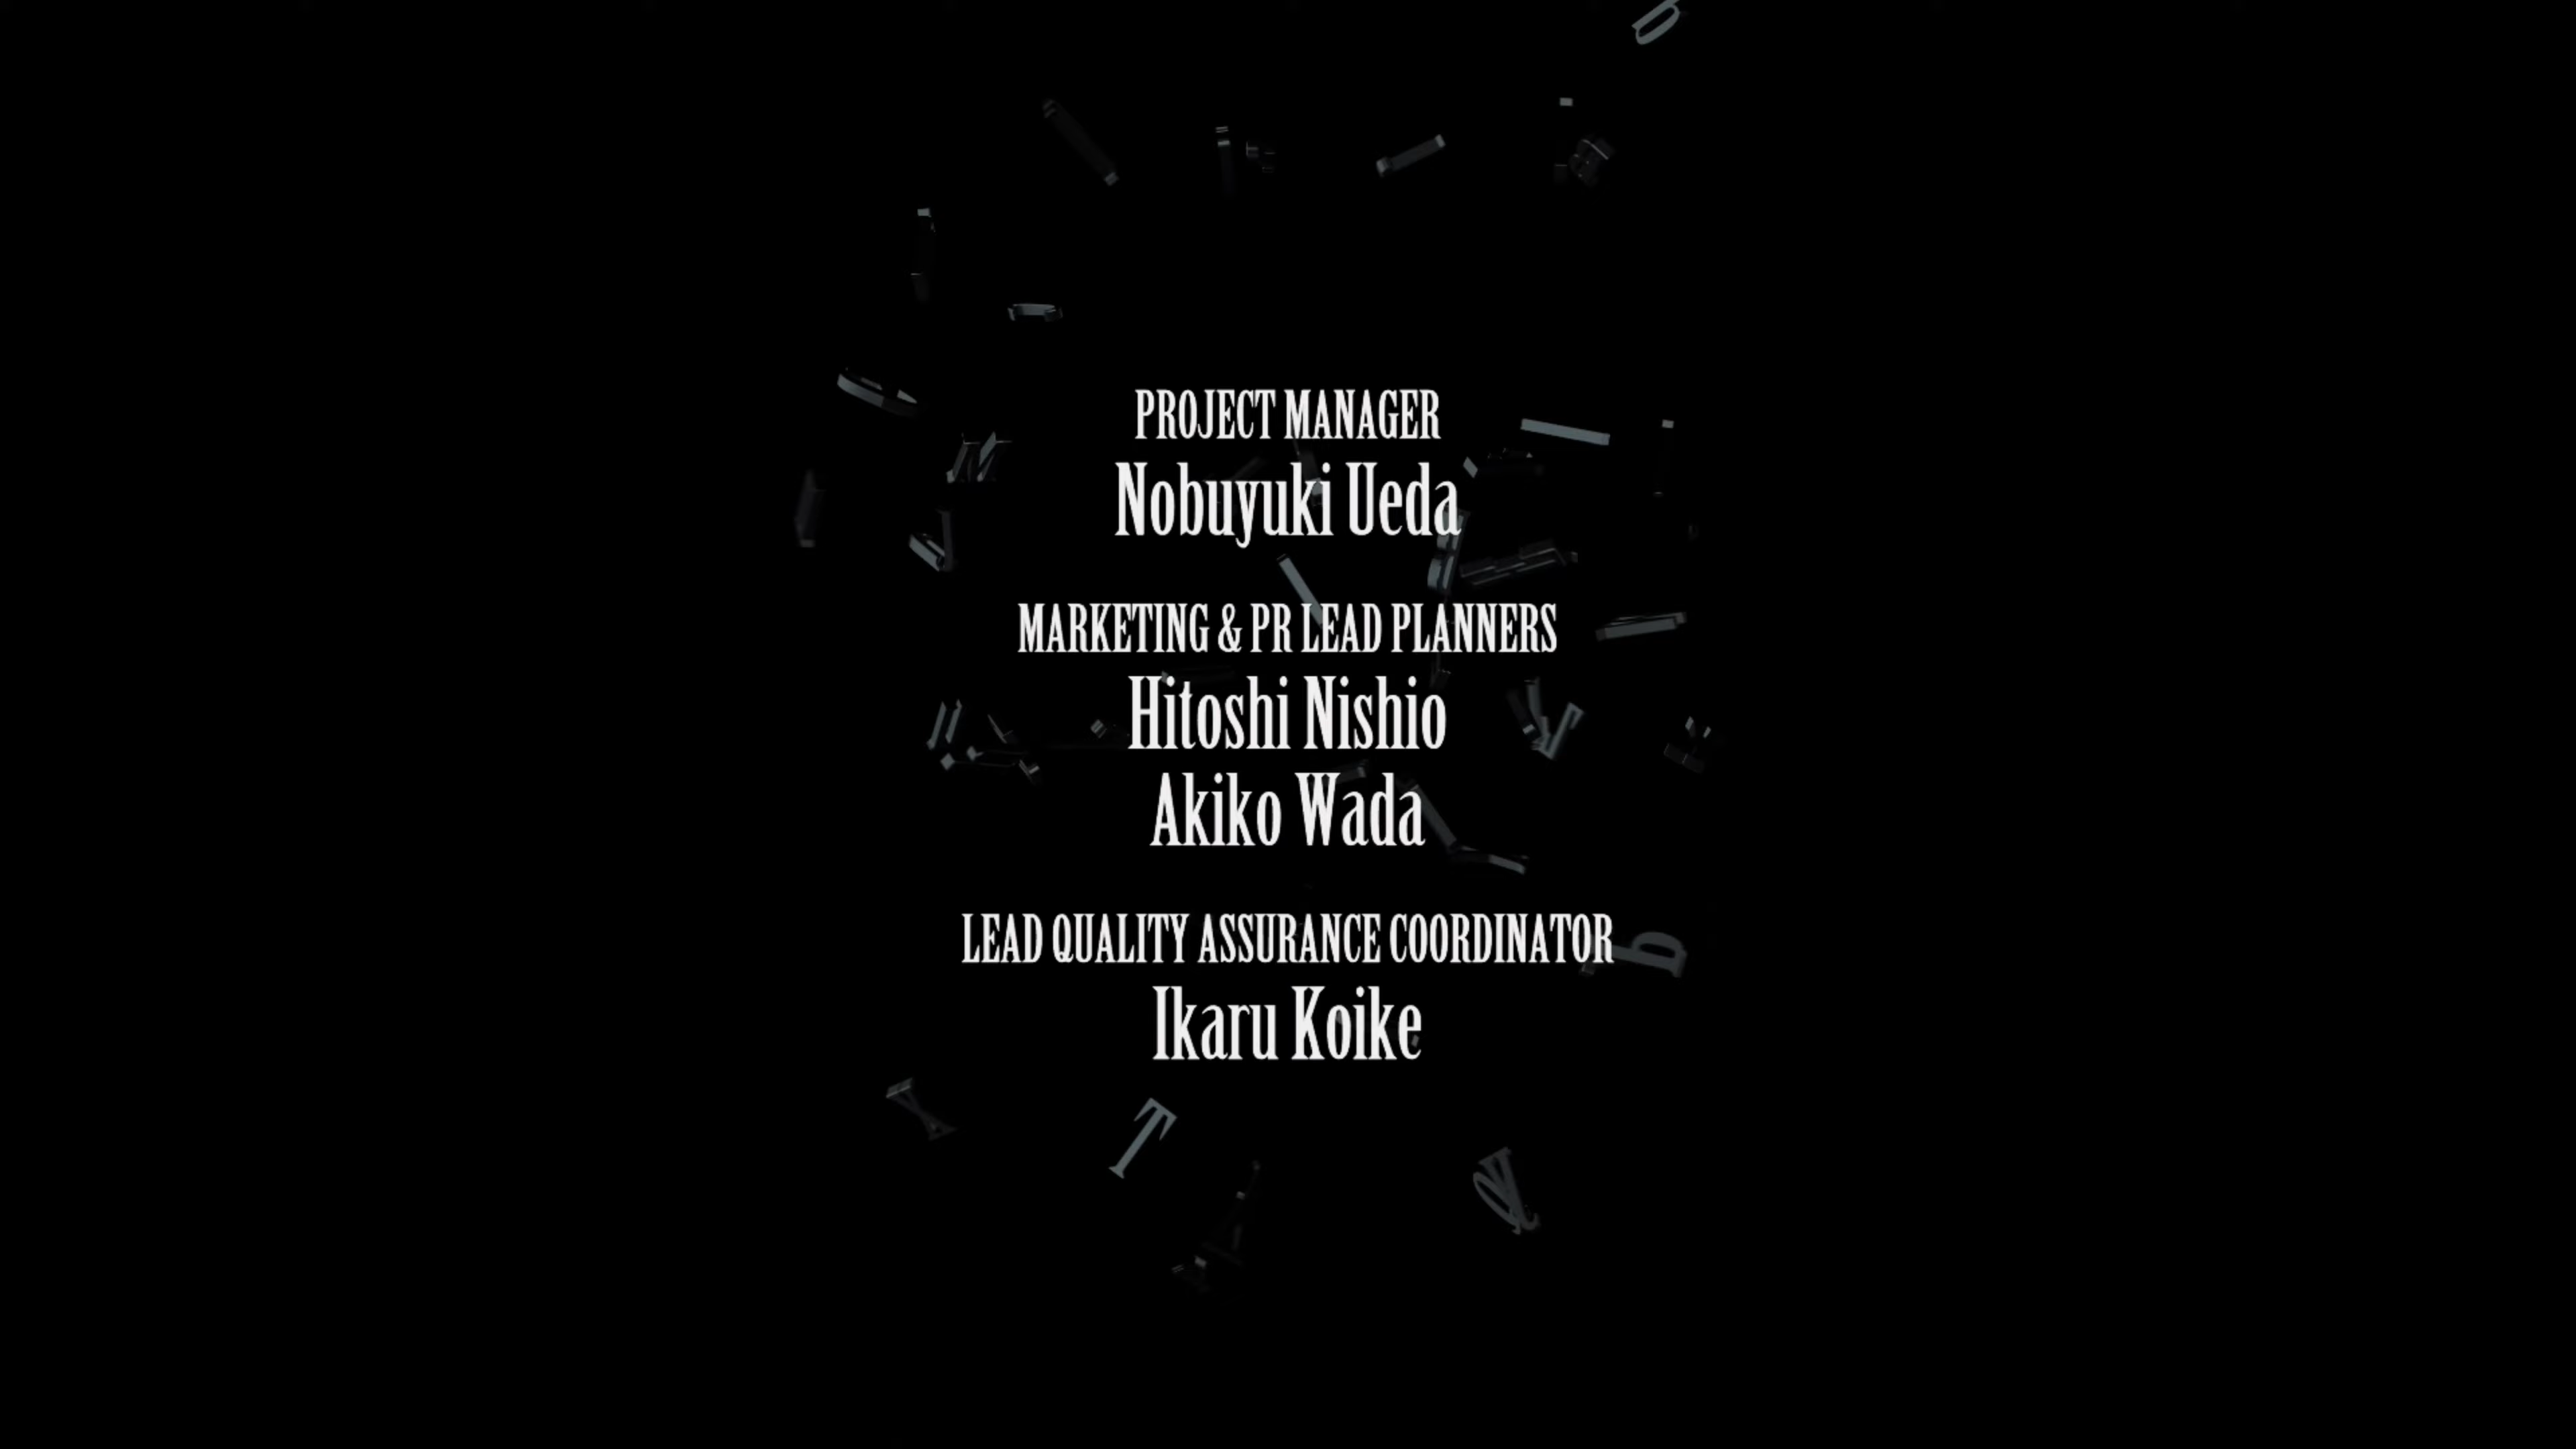 PROJECT MANAGER
Nobuyuki Ueda
MARKETING & PR LEAD PLANNERS
Hitoshi Nishio
Akiko Wada
LEAD QUALITY ASSURANCE COORDINATOR
Ikaru Koike